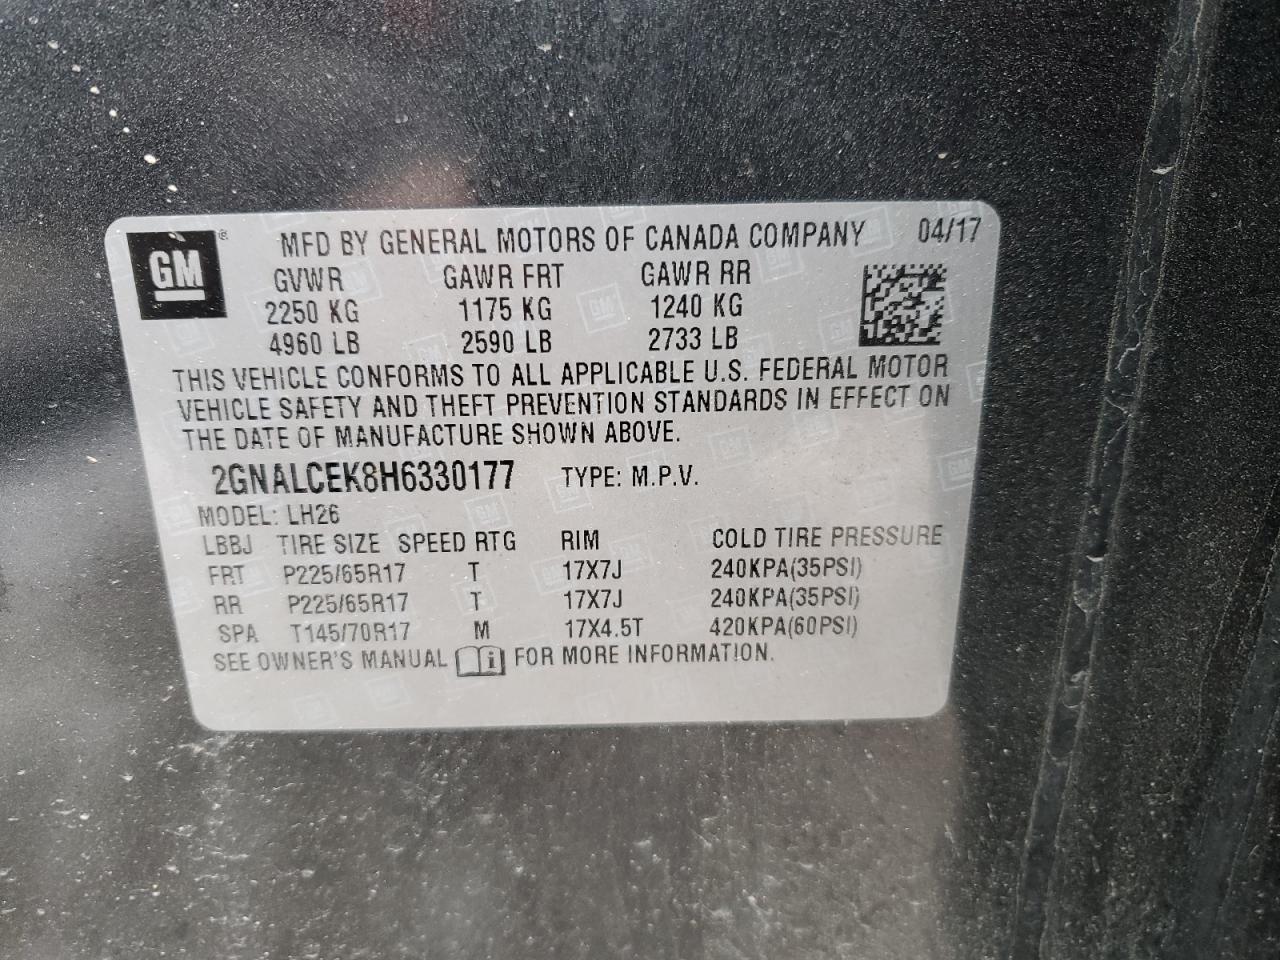 GM ® MFD BY GENERAL MOTORS OF CANADA COMPANY 04/17
GVWR GAWR FRT GAWR RR
2250 KG 1175 KG 1240 KG
4960 LB 2590 LB 2733 LB
THIS VEHICLE CONFORMS TO ALL APPLICABLE U.S. FEDERAL MOTOR
VEHICLE SAFETY AND THEFT PREVENTION STANDARDS IN EFFECT ON
THE DATE OF MANUFACTURE SHOWN ABOVE.
2GNALCEK8H6330177 TYPE: M.P.V.
MODEL: LH26
LBBJ TIRE SIZE SPEED RTG RIM COLD TIRE PRESSURE
FRT P225/65R17 T 17X7J 240KPA(35PSI)
RR P225/65R17 T 17X7J 240KPA(35PSI)
SPA T145/70R17 M 17X4.5T 420KPA(60PSI)
SEE OWNER'S MANUAL i FOR MORE INFORMATION.